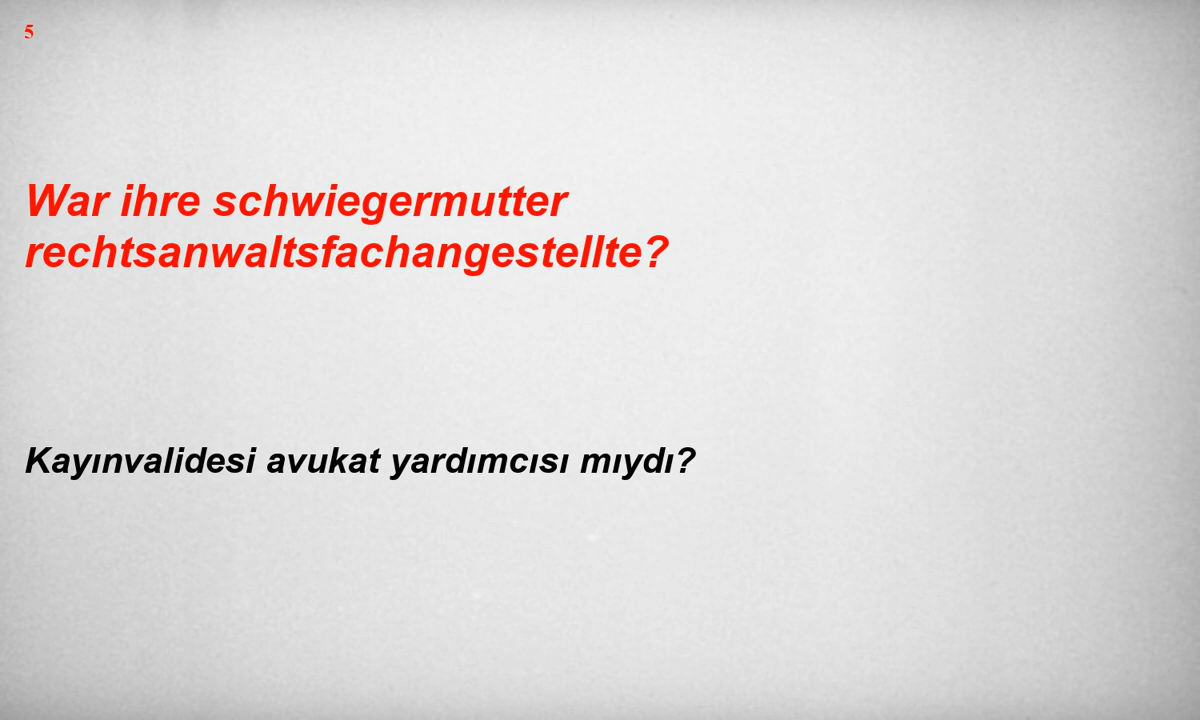 5
War ihre schwiegermutter
rechtsanwaltsfachangestellte?
Kayınvalidesi avukat yardımcısı mıydı?